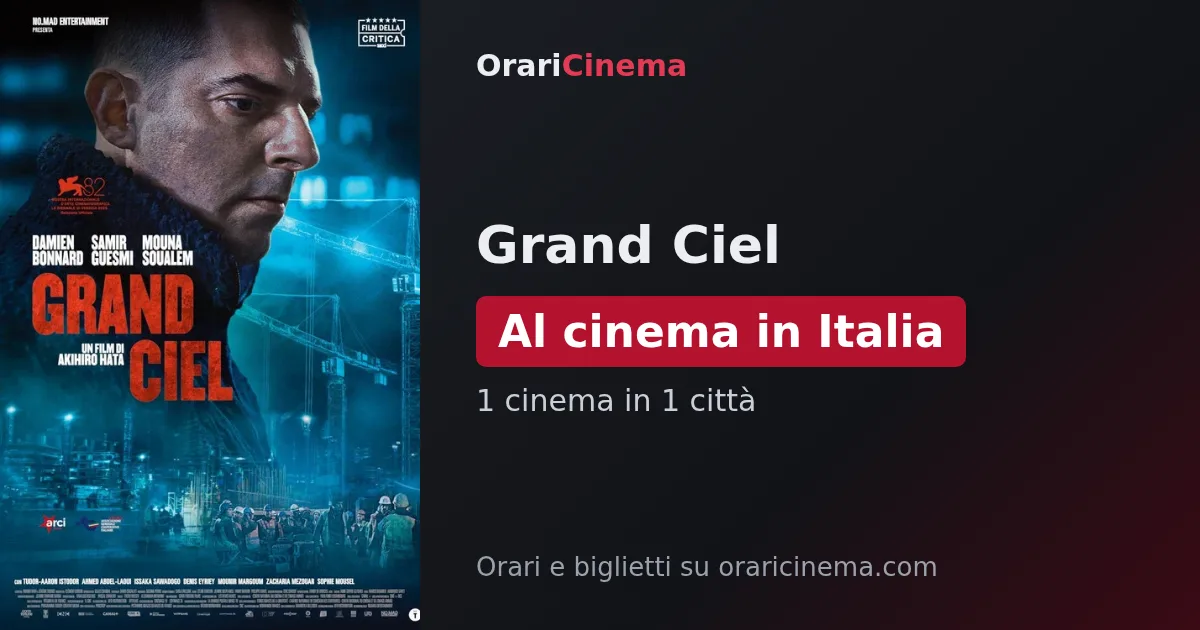 NO.MAD ENTERTAINMENT
PRESENTA
FILM DELLA
CRITICA
82
DAMIEN BONNARD
SAMIR GUESMI
MOUNA SOUALEM
GRAND
CIEL
UN FILM DI
AKIHIRO HATA
arci
CON TUDOR-AARON ISTODOR AHMED ABDEL-LAOUI ISSAKA SAWADOGO DENIS EYRIEY MOUNIR MARGOUM ZACHARIA MEZOUAR SOPHIE MOUSEL
OrariCinema
Grand Ciel
Al cinema in Italia
1 cinema in 1 città
Orari e biglietti su oraricinema.com